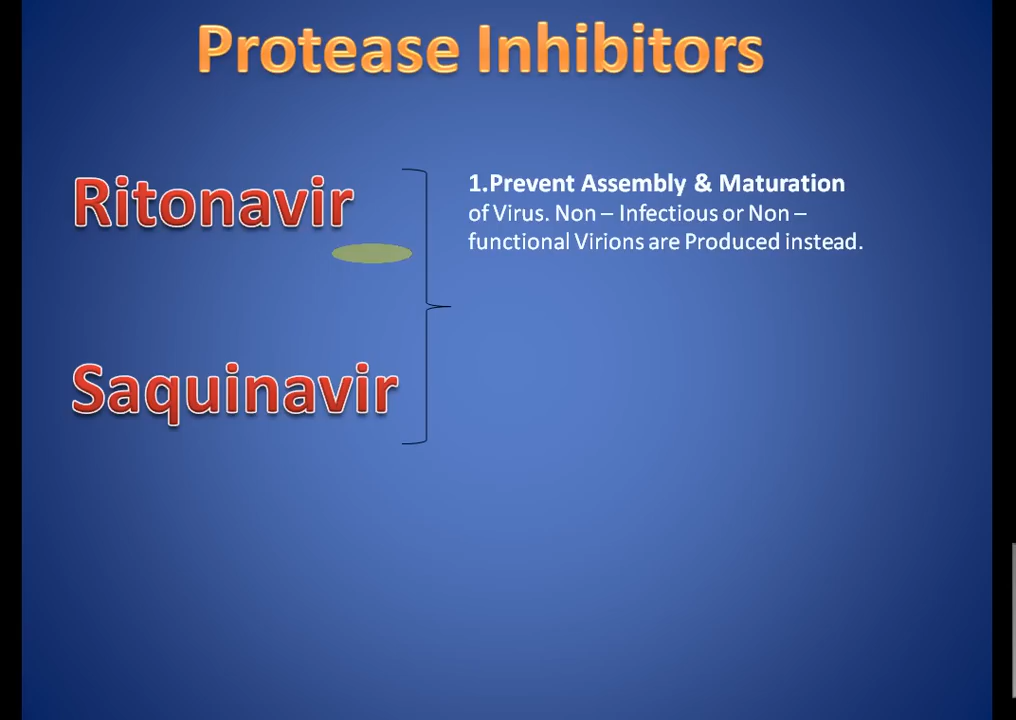 Protease Inhibitors
Ritonavir
1.Prevent Assembly & Maturation
of Virus. Non – Infectious or Non –
functional Virions are Produced instead.
Saquinavir